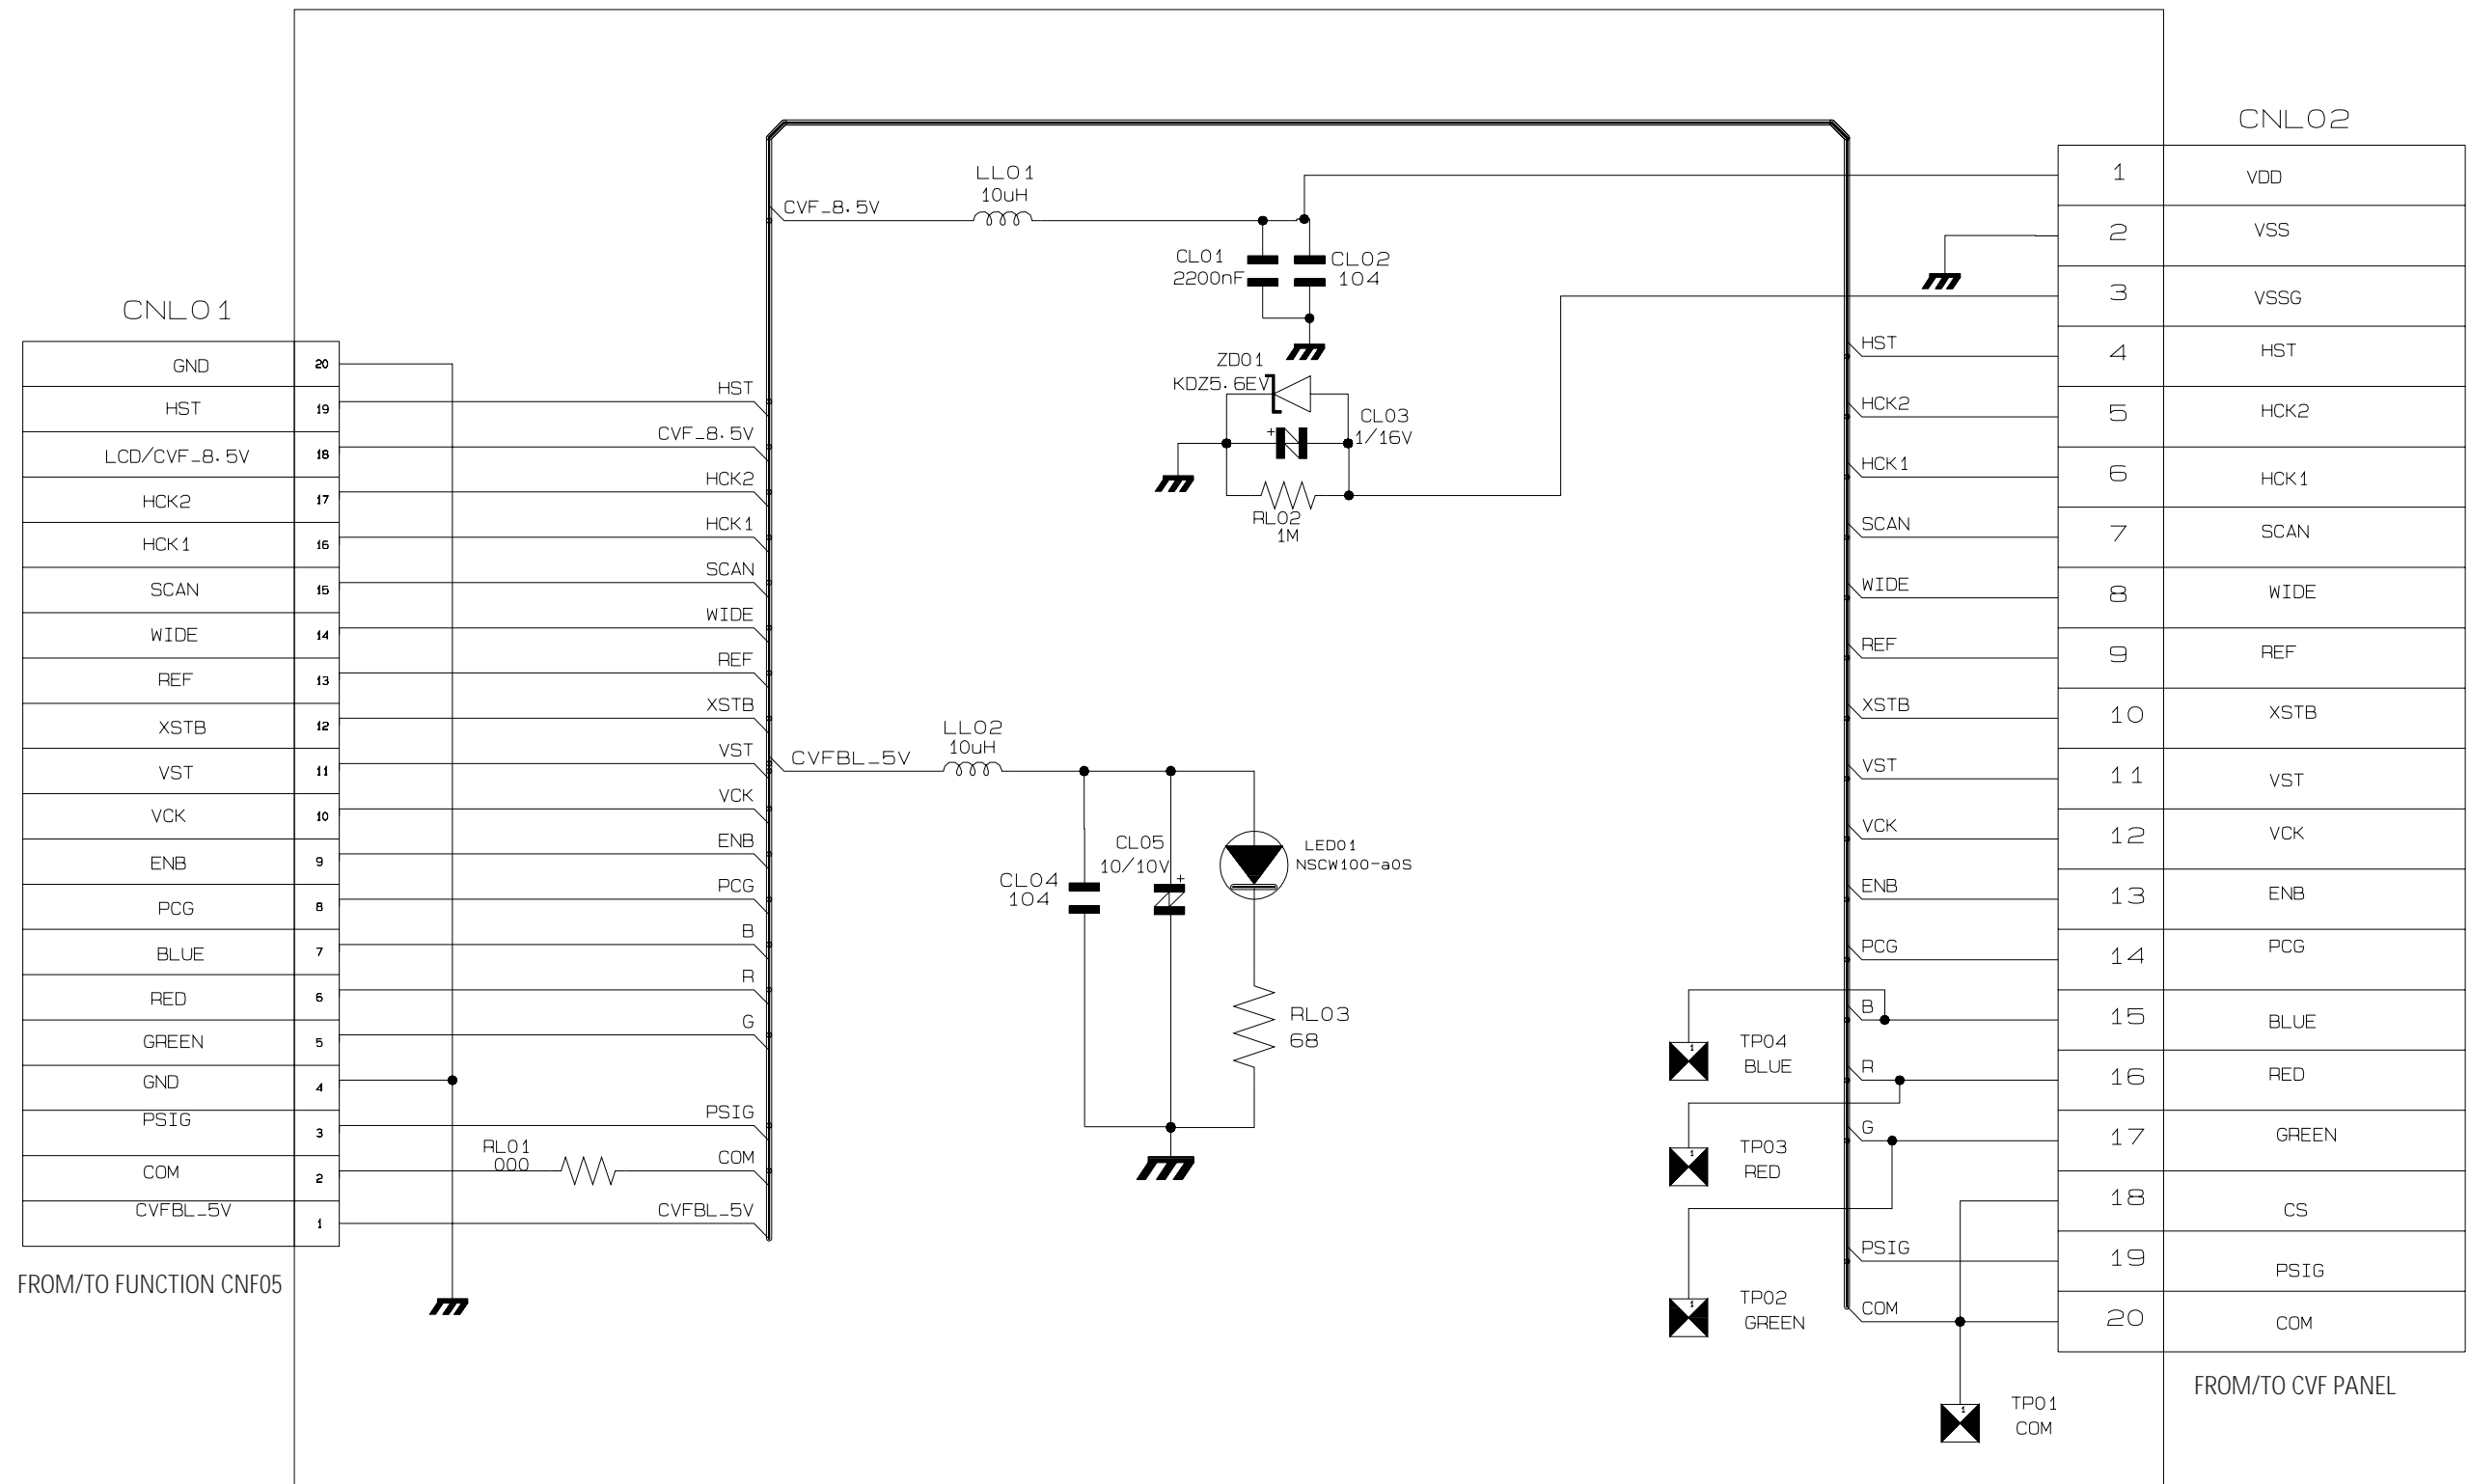 CNL01
GND 20
HST 19
LCD/CVF_8.5V 18
HCK2 17
HCK1 16
SCAN 15
WIDE 14
REF 13
XSTB 12
VST 11
VCK 10
ENB 9
PCG 8
BLUE 7
RED 6
GREEN 5
GND 4
PSIG 3
COM 2
CVFBL_5V 1
FROM/TO FUNCTION CNF05
HST
CVF_8.5V
HCK2
HCK1
SCAN
WIDE
REF
XSTB
VST
VCK
ENB
PCG
B
R
G
PSIG
RL01
000
COM
CVFBL_5V
CVF_8.5V
LL01
10uH
CL01
2200nF
CL02
104
ZD01
KDZ5.6EV
CL03
+
1/16V
RL02
1M
CVFBL_5V
LL02
10uH
CL04
104
CL05
10/10V
+
LED01
NSCW100-a0S
RL03
68
HST
HCK2
HCK1
SCAN
WIDE
REF
XSTB
VST
VCK
ENB
PCG
B
R
G
PSIG
COM
1
TP04
BLUE
1
TP03
RED
1
TP02
GREEN
1
TP01
COM
CNL02
1 VDD
2 VSS
3 VSSG
4 HST
5 HCK2
6 HCK1
7 SCAN
8 WIDE
9 REF
10 XSTB
11 VST
12 VCK
13 ENB
14 PCG
15 BLUE
16 RED
17 GREEN
18 CS
19 PSIG
20 COM
FROM/TO CVF PANEL